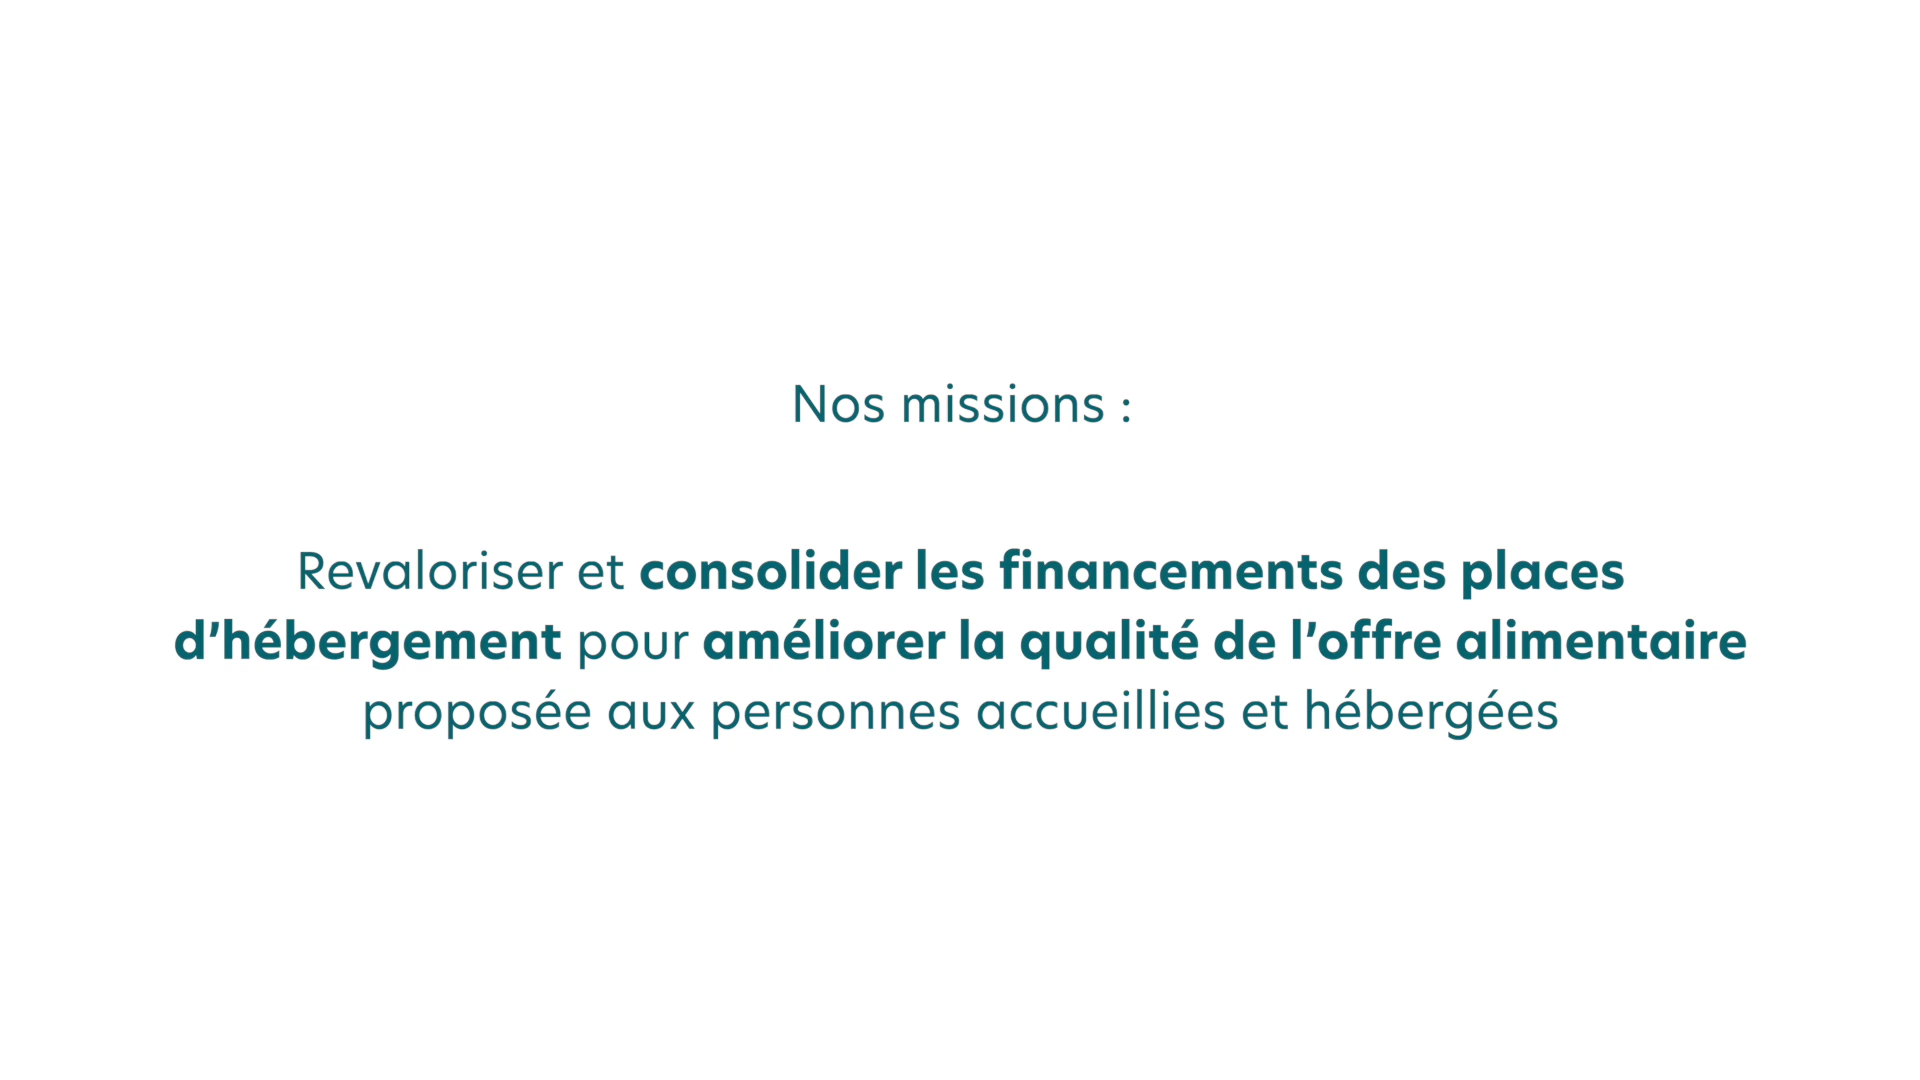 Nos missions :
Revaloriser et consolider les financements des places
d’hébergement pour améliorer la qualité de l’offre alimentaire
proposée aux personnes accueillies et hébergées